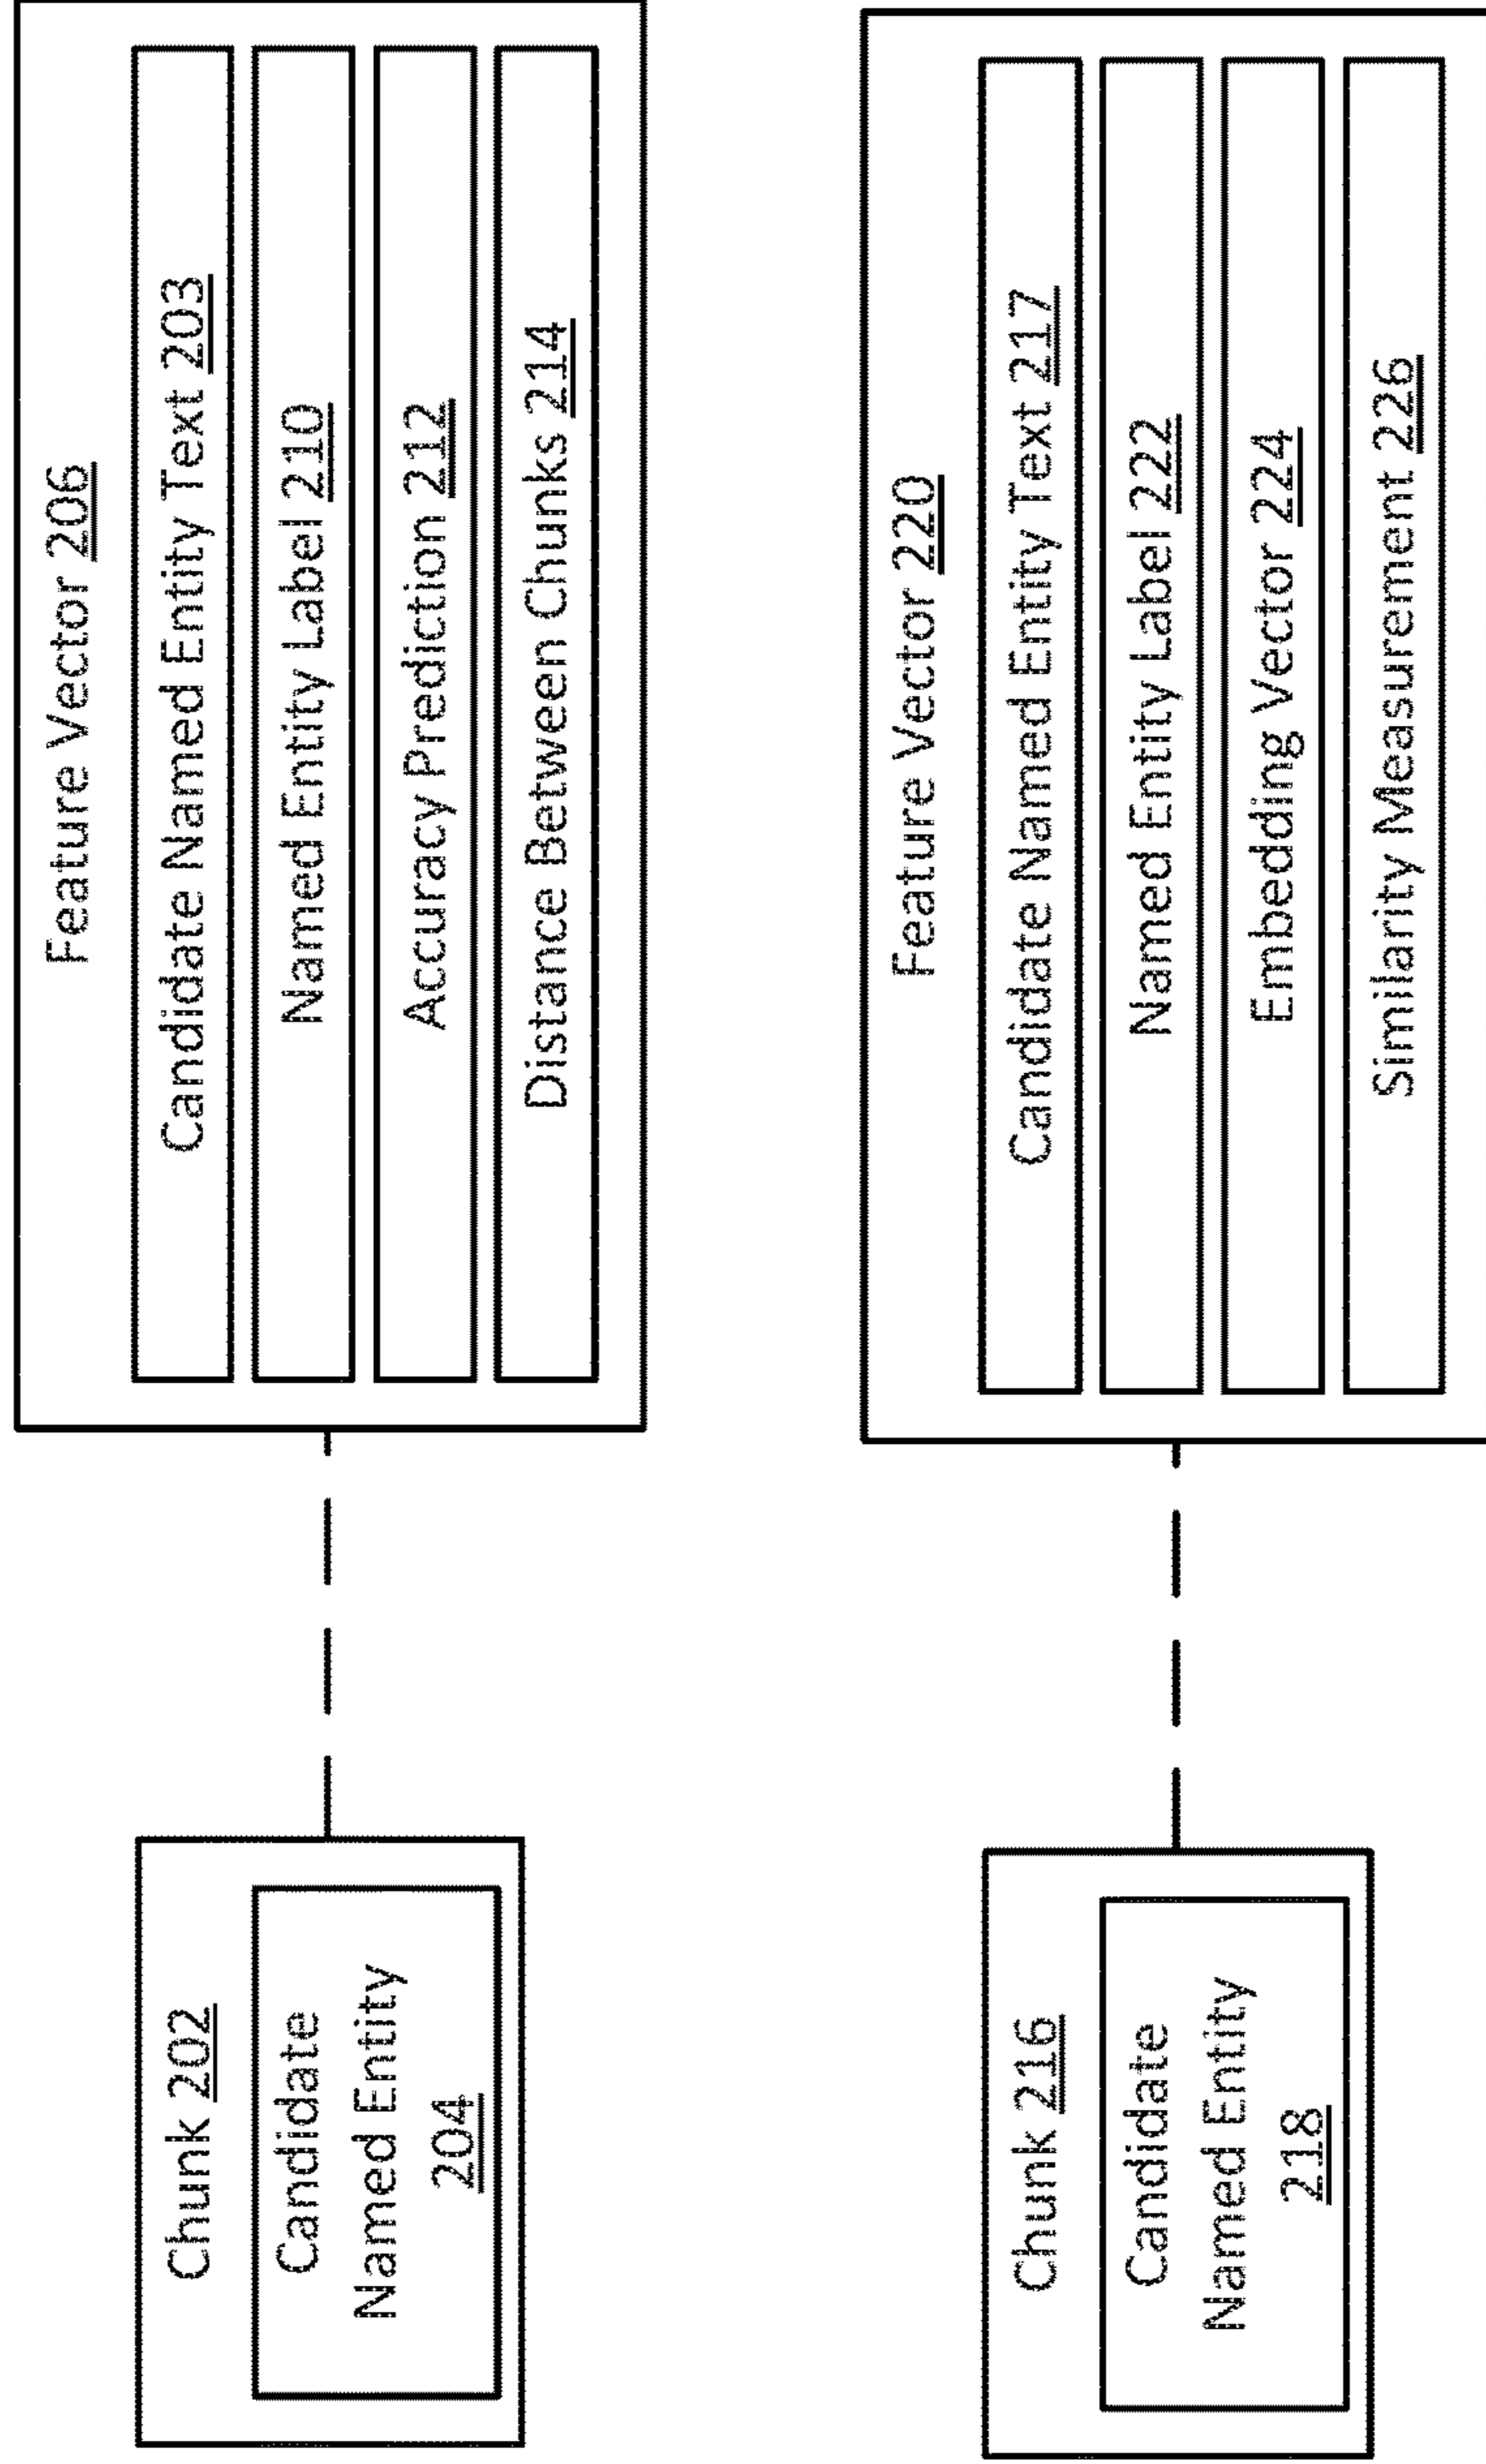 Chunk 202
Candidate
Named Entity
204
Feature Vector 206
Candidate Named Entity Text 203
Named Entity Label 210
Accuracy Prediction 212
Distance Between Chunks 214
Chunk 216
Candidate
Named Entity
218
Feature Vector 220
Candidate Named Entity Text 217
Named Entity Label 222
Embedding Vector 224
Similarity Measurement 226